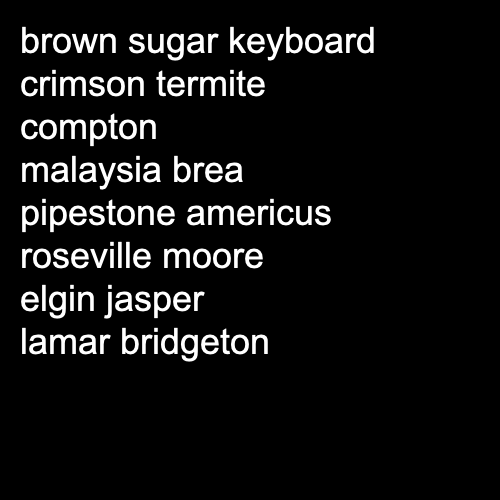 brown sugar keyboard
crimson termite
compton
malaysia brea
pipestone americus
roseville moore
elgin jasper
lamar bridgeton